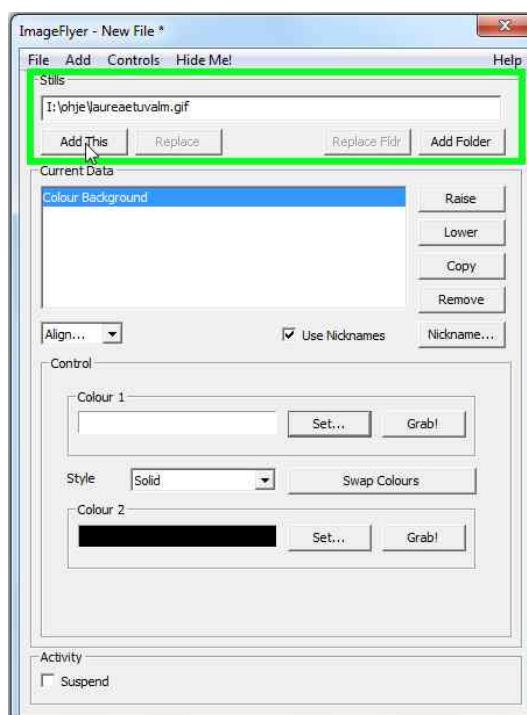 ImageFlyer - New File *
File Add Controls Hide Me! Help
Stills
I:\ohje\laureaetuvalm.gif
Add This Replace Replace Fldr Add Folder
Current Data
Colour Background
Raise
Lower
Copy
Remove
Align... Use Nicknames Nickname...
Control
Colour 1
Set... Grab!
Style Solid Swap Colours
Colour 2
Set... Grab!
Activity
Suspend